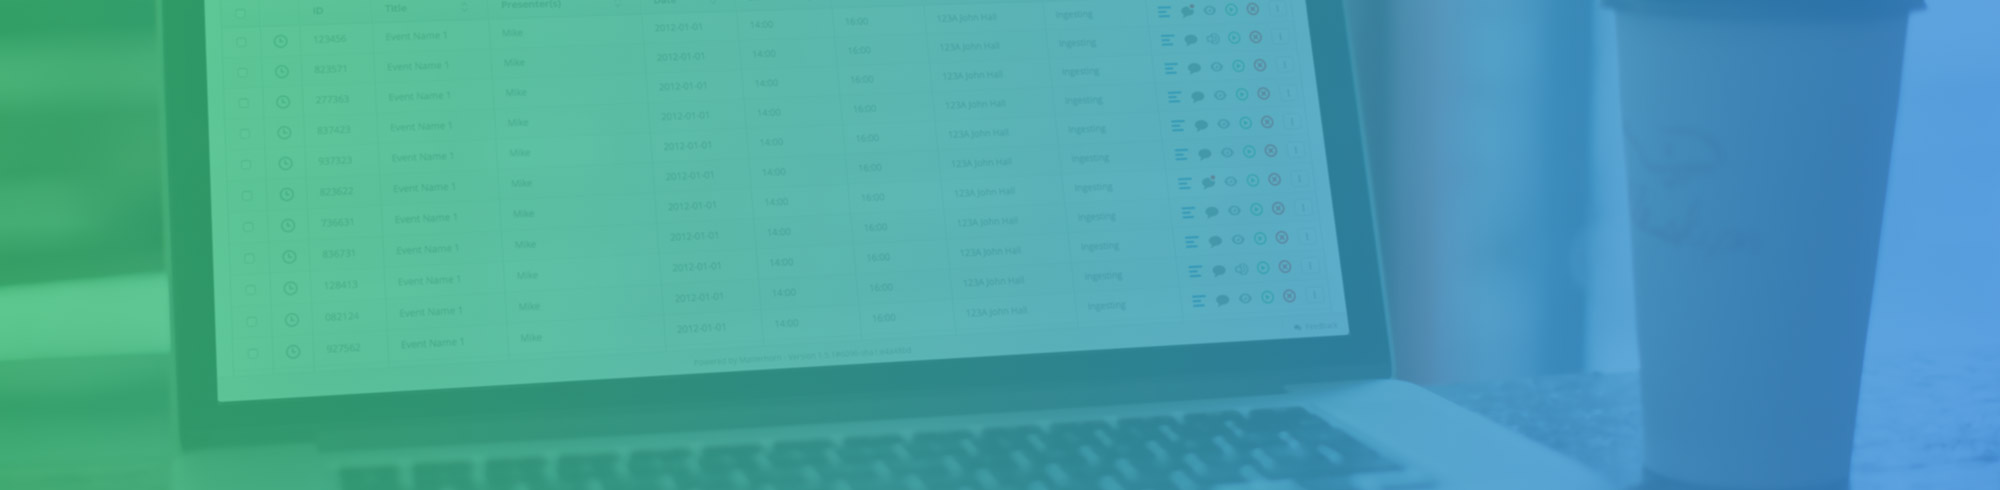 ID Title Presenter(s) Date
123456 Event Name 1 Mike 2012-01-01 14:00 16:00 123A John Hall Ingesting
823571 Event Name 1 Mike 2012-01-01 14:00 16:00 123A John Hall Ingesting
277363 Event Name 1 Mike 2012-01-01 14:00 16:00 123A John Hall Ingesting
837423 Event Name 1 Mike 2012-01-01 14:00 16:00 123A John Hall Ingesting
937323 Event Name 1 Mike 2012-01-01 14:00 16:00 123A John Hall Ingesting
873622 Event Name 1 Mike 2012-01-01 14:00 16:00 123A John Hall Ingesting
736631 Event Name 1 Mike 2012-01-01 14:00 16:00 123A John Hall Ingesting
836731 Event Name 1 Mike 2012-01-01 14:00 16:00 123A John Hall Ingesting
128413 Event Name 1 Mike 2012-01-01 14:00 16:00 123A John Hall Ingesting
082124 Event Name 1 Mike 2012-01-01 14:00 16:00 123A John Hall Ingesting
927562 Event Name 1 Mike 2012-01-01 14:00 16:00 123A John Hall Ingesting
Feedback
Powered by